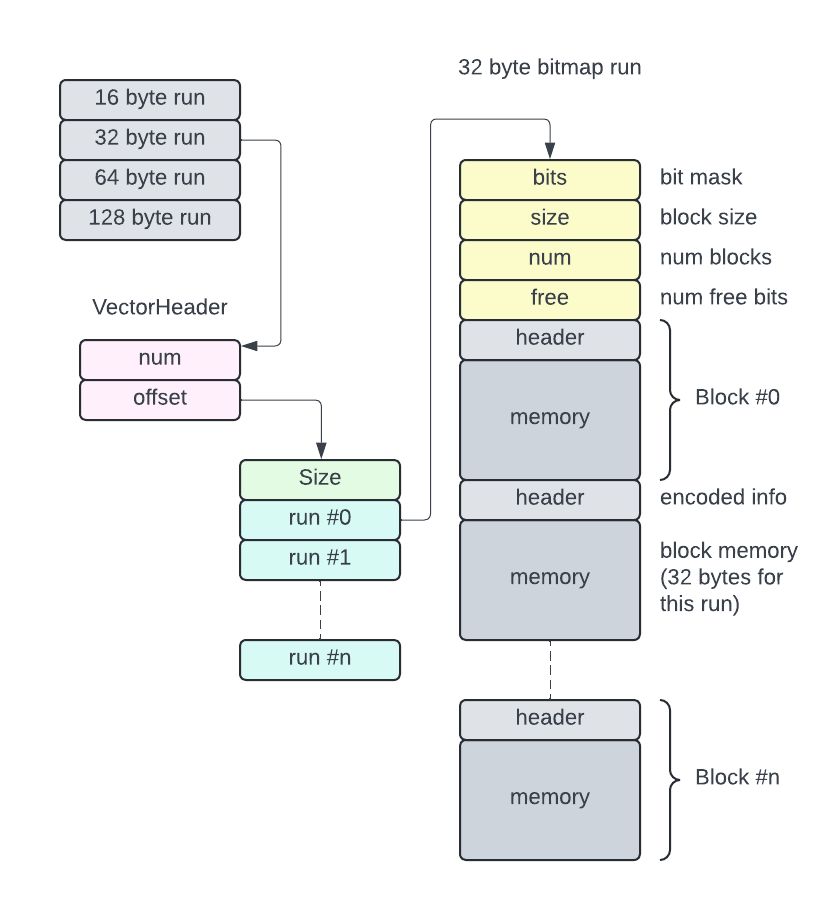 32 byte bitmap run
16 byte run
32 byte run
64 byte run
128 byte run
VectorHeader
num
offset
Size
run #0
run #1
run #n
bits
bit mask
size
block size
num
num blocks
free
num free bits
header
memory
Block #0
header
encoded info
memory
block memory
(32 bytes for
this run)
header
memory
Block #n